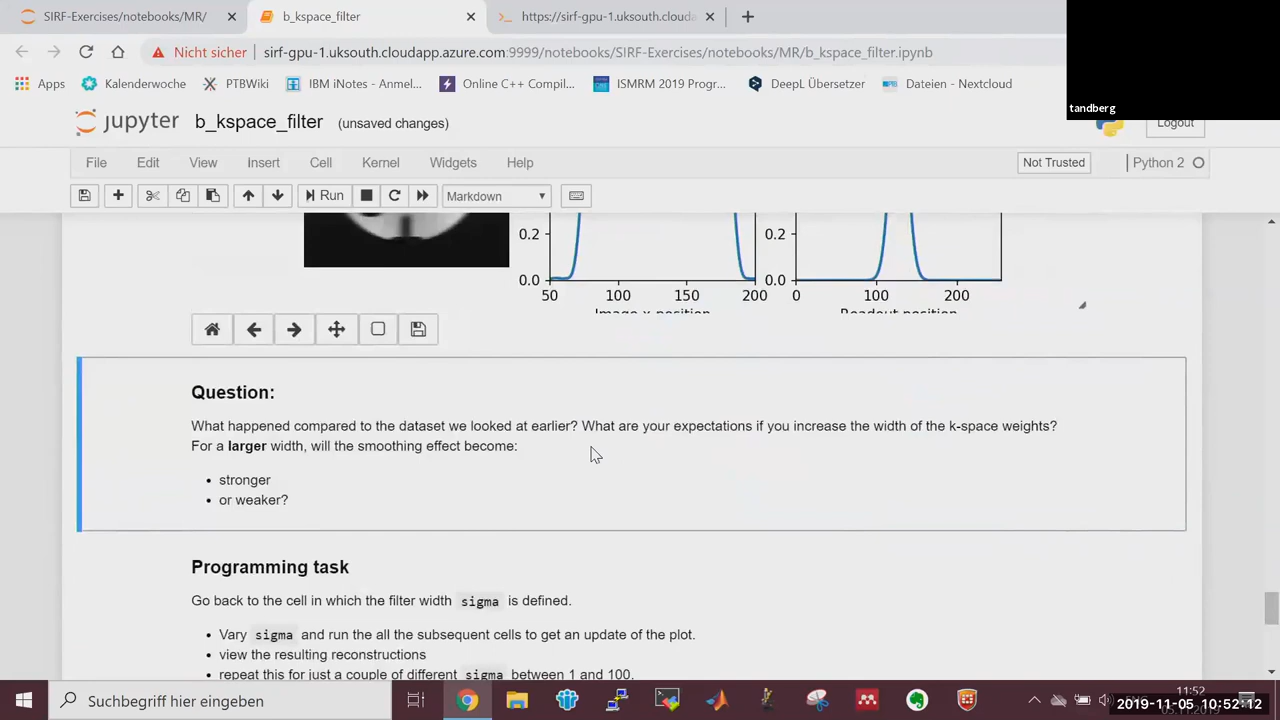 SIRF-Exercises/notebooks/MR/
b_kspace_filter
https://sirf-gpu-1.uksouth.clouda
Nicht sicher
sirf-gpu-1.uksouth.cloudapp.azure.com:9999/notebooks/SIRF-Exercises/notebooks/MR/b_kspace_filter.ipynb
Apps
Kalenderwoche
PTBWiki
IBM iNotes - Anmel...
Online C++ Compil...
ISMRM 2019 Progr...
DeepL Übersetzer
Dateien - Nextcloud
tandberg
jupyter b_kspace_filter (unsaved changes)
Logout
File Edit View Insert Cell Kernel Widgets Help
Not Trusted
Python 2
Run
Markdown
0.2
0.2
0.0
0.0
50 100 150 200
0 100 200
Image x-position
Readout position
Question:
What happened compared to the dataset we looked at earlier? What are your expectations if you increase the width of the k-space weights?
For a larger width, will the smoothing effect become:
• stronger
• or weaker?
Programming task
Go back to the cell in which the filter width sigma is defined.
• Vary sigma and run the all the subsequent cells to get an update of the plot.
• view the resulting reconstructions
• repeat this for just a couple of different sigma between 1 and 100.
Suchbegriff hier eingeben
11:52
2019-11-05 10:52:12